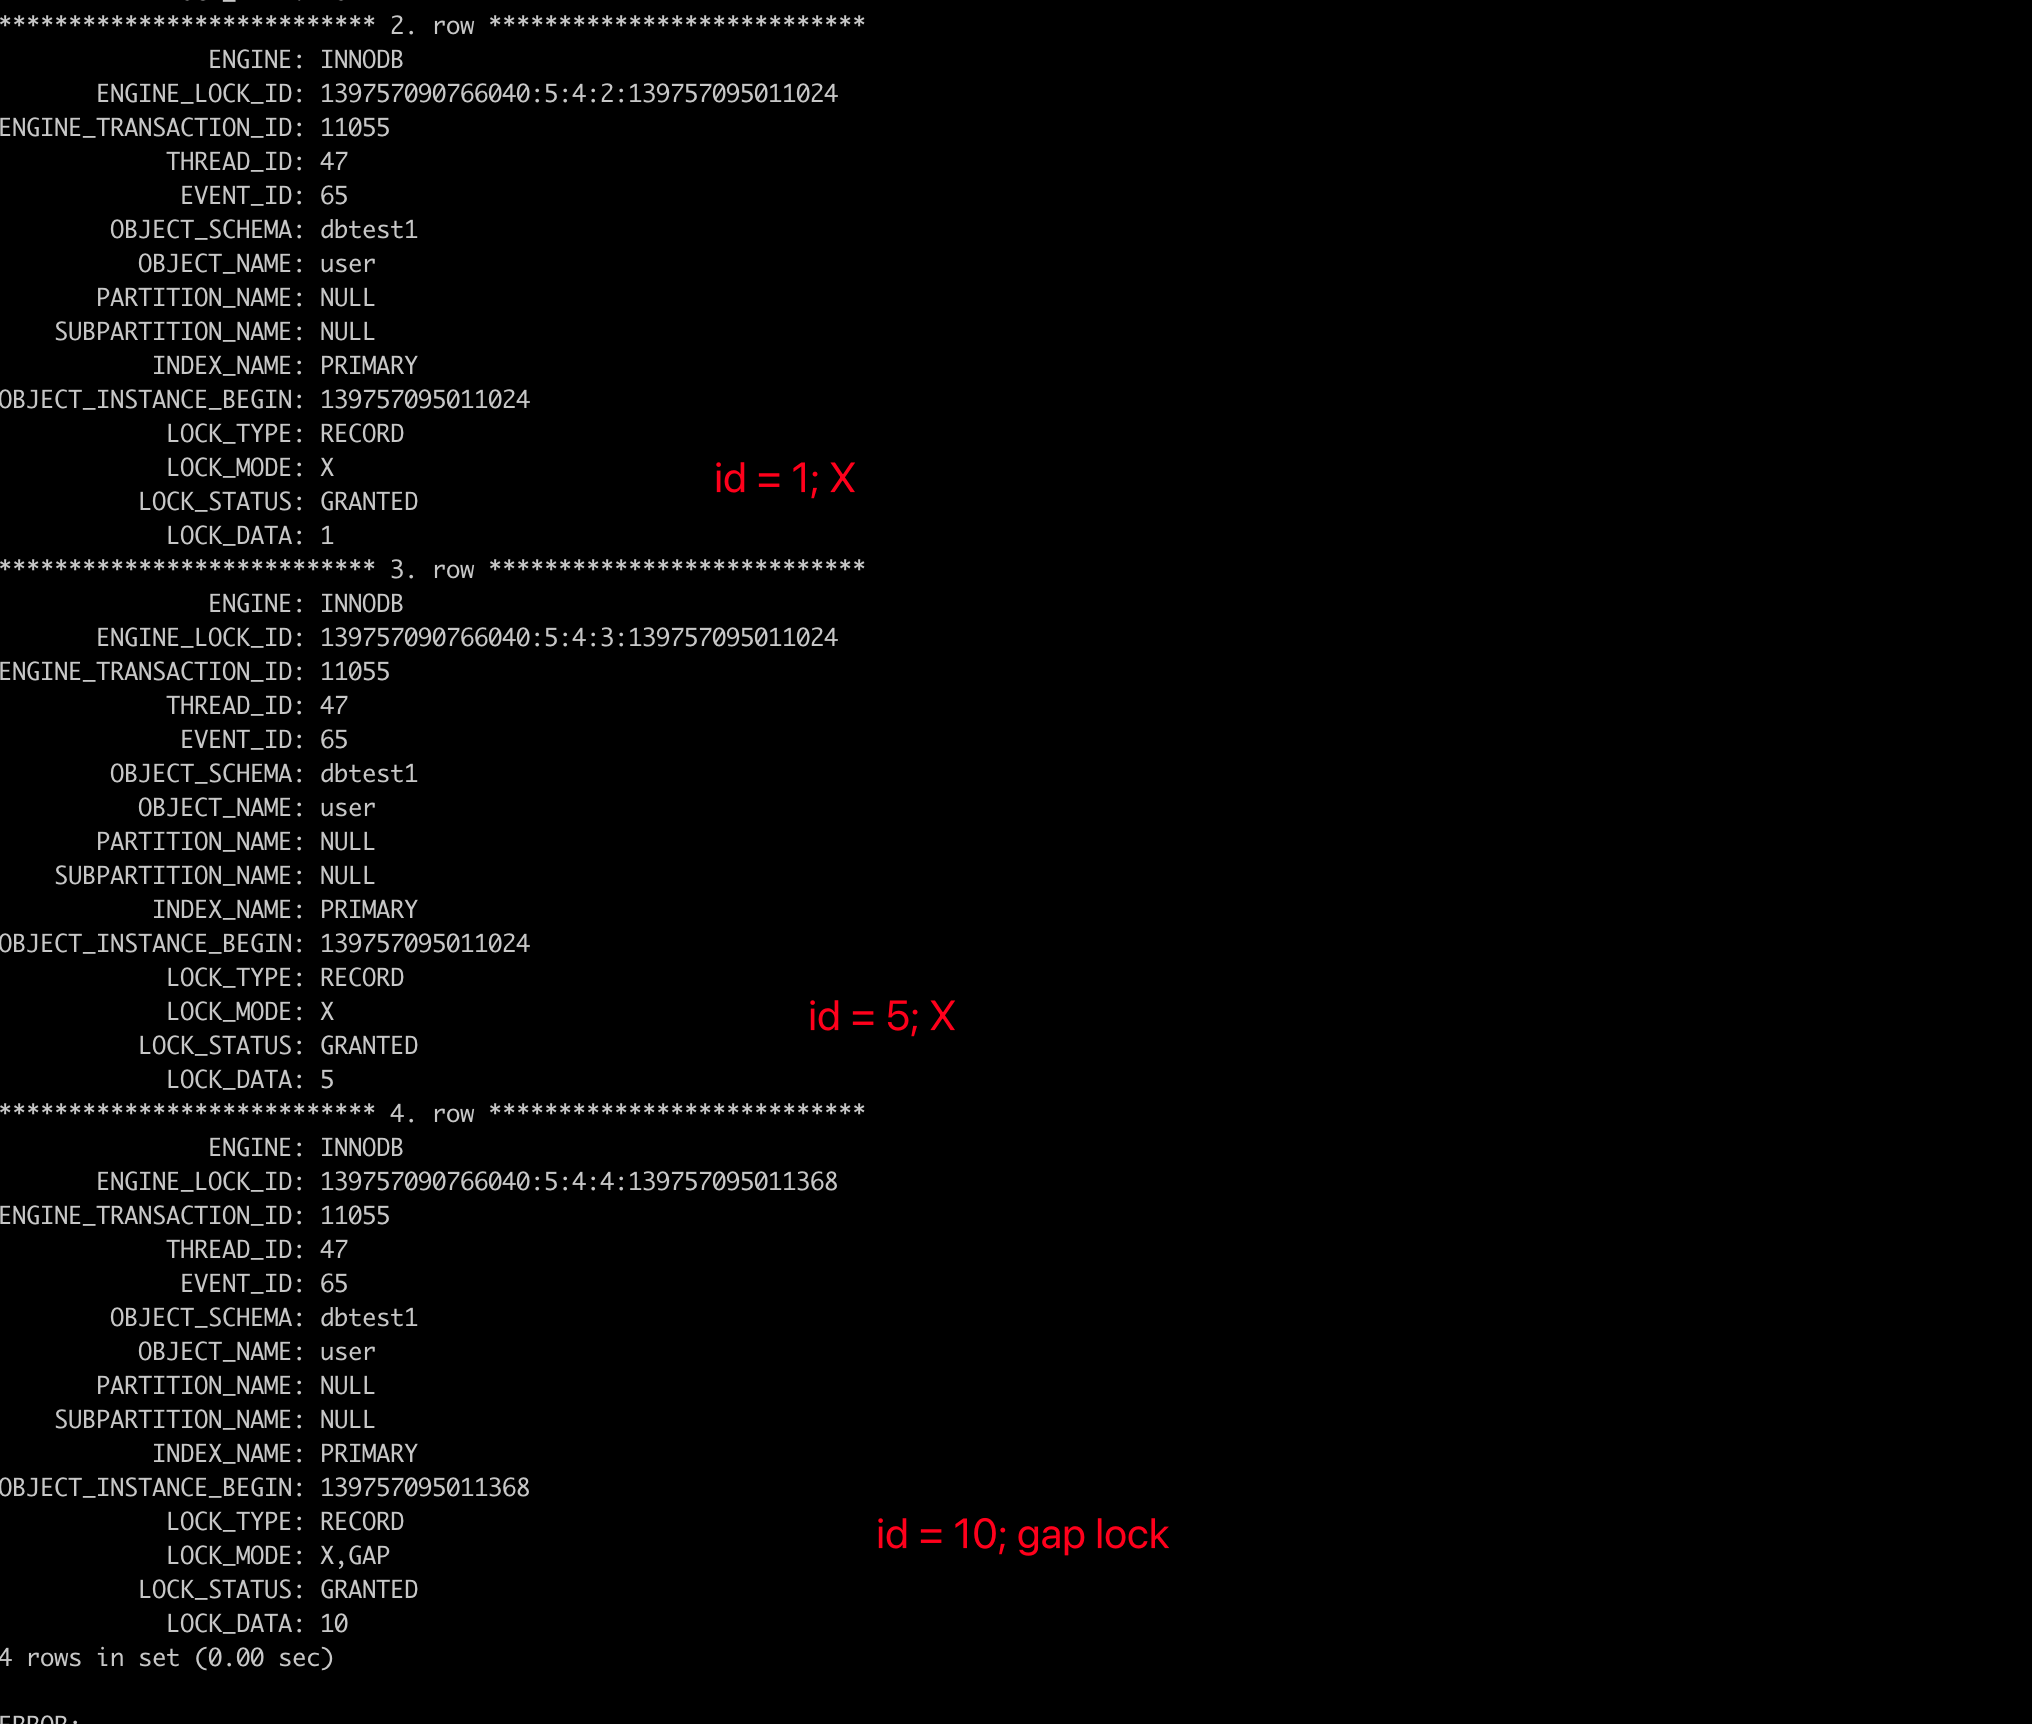 *************************** 2. row ***************************
ENGINE: INNODB
ENGINE_LOCK_ID: 139757090766040:5:4:2:139757095011024
ENGINE_TRANSACTION_ID: 11055
THREAD_ID: 47
EVENT_ID: 65
OBJECT_SCHEMA: dbtest1
OBJECT_NAME: user
PARTITION_NAME: NULL
SUBPARTITION_NAME: NULL
INDEX_NAME: PRIMARY
OBJECT_INSTANCE_BEGIN: 139757095011024
LOCK_TYPE: RECORD
LOCK_MODE: X
id = 1; X
LOCK_STATUS: GRANTED
LOCK_DATA: 1
*************************** 3. row ***************************
ENGINE: INNODB
ENGINE_LOCK_ID: 139757090766040:5:4:3:139757095011024
ENGINE_TRANSACTION_ID: 11055
THREAD_ID: 47
EVENT_ID: 65
OBJECT_SCHEMA: dbtest1
OBJECT_NAME: user
PARTITION_NAME: NULL
SUBPARTITION_NAME: NULL
INDEX_NAME: PRIMARY
OBJECT_INSTANCE_BEGIN: 139757095011024
LOCK_TYPE: RECORD
LOCK_MODE: X
id = 5; X
LOCK_STATUS: GRANTED
LOCK_DATA: 5
*************************** 4. row ***************************
ENGINE: INNODB
ENGINE_LOCK_ID: 139757090766040:5:4:4:139757095011368
ENGINE_TRANSACTION_ID: 11055
THREAD_ID: 47
EVENT_ID: 65
OBJECT_SCHEMA: dbtest1
OBJECT_NAME: user
PARTITION_NAME: NULL
SUBPARTITION_NAME: NULL
INDEX_NAME: PRIMARY
OBJECT_INSTANCE_BEGIN: 139757095011368
LOCK_TYPE: RECORD
id = 10; gap lock
LOCK_MODE: X,GAP
LOCK_STATUS: GRANTED
LOCK_DATA: 10
4 rows in set (0.00 sec)
ERROR: